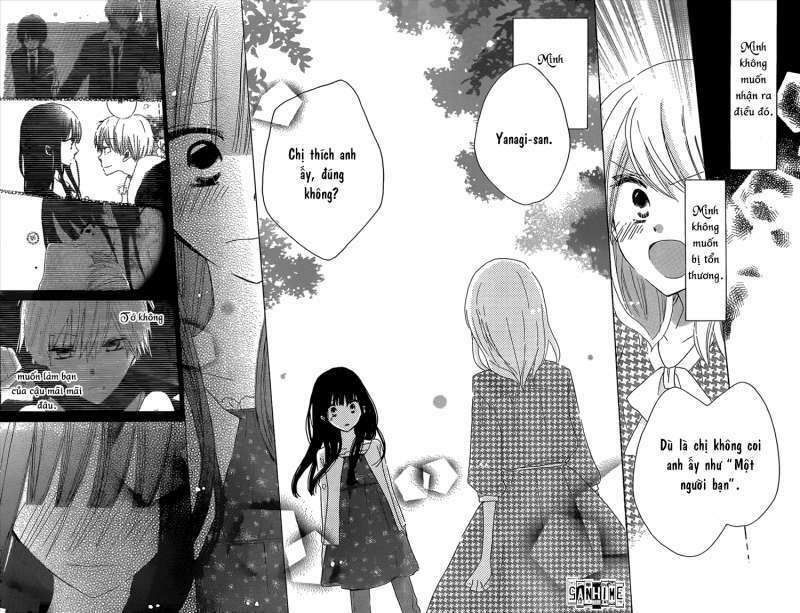 Mình
không
muốn
nhận ra
điều đó.
Mình
không
muốn
bị tổn
thương.
Dù là chị không coi
anh ấy như “Một
người bạn”.
Mình
Yanagi-san.
Chị thích anh
ấy, đúng
không?
Tớ không
muốn làm bạn
của cậu mãi mãi
đâu.
SANHIME